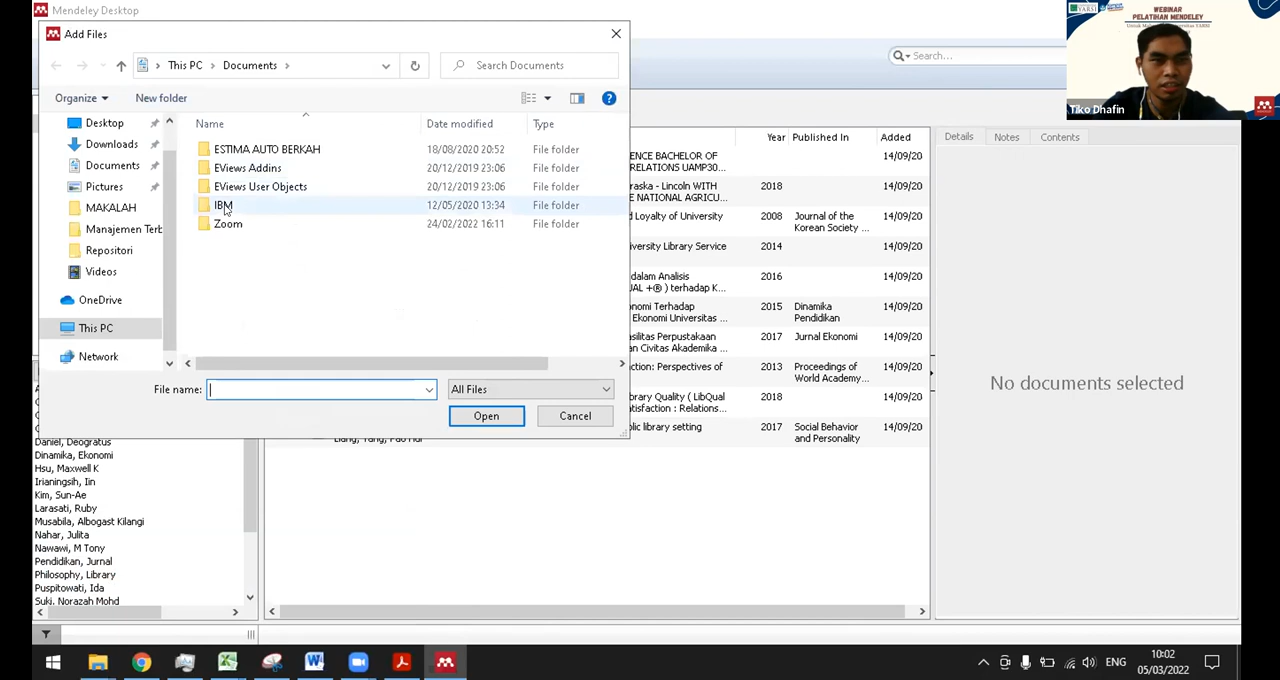 Mendeley Desktop
Add Files
This PC
Documents
Search Documents
Organize
New folder
Name
Date modified
Type
Desktop
Downloads
Documents
Pictures
MAKALAH
Manajemen Terb
Repositori
Videos
OneDrive
This PC
Network
ESTIMA AUTO BERKAH 18/08/2020 20:52 File folder
EViews Addins 20/12/2019 23:06 File folder
EViews User Objects 20/12/2019 23:06 File folder
IBM 12/05/2020 13:34 File folder
Zoom 24/02/2022 16:11 File folder
File name:
All Files
Open
Cancel
Search...
YARSI
WEBINAR
PELATIHAN MENDELEY
Tiko Dhafin
Year Published In Added
Details Notes Contents
ENCE BACHELOR OF 14/09/20
RELATIONS UAMP30...
raska - Lincoln WITH 2018 14/09/20
E NATIONAL AGRICU...
d Loyalty of University 2008 Journal of the 14/09/20
Korean Society ...
versity Library Service 2014 14/09/20
dalam Analisis 2016 14/09/20
UAL +® ) terhadap K...
nomi Terhadap 2015 Dinamika 14/09/20
Ekonomi Universitas ... Pendidikan
asilitas Perpustakaan 2017 Jurnal Ekonomi 14/09/20
n Civitas Akademika ...
ction: Perspectives of 2013 Proceedings of 14/09/20
World Academy...
brary Quality ( LibQual 2018 14/09/20
atisfaction : Relations...
blic library setting 2017 Social Behavior 14/09/20
and Personality
No documents selected
Daniel, Deogratus
Dinamika, Ekonomi
Hsu, Maxwell K
Irianingsih, Iin
Kim, Sun-Ae
Larasati, Ruby
Musabila, Albogast Kilangi
Nahar, Julita
Nawawi, M Tony
Pendidikan, Jurnal
Philosophy, Library
Puspitowati, Ida
Suki, Norazah Mohd
ENG
10:02
05/03/2022